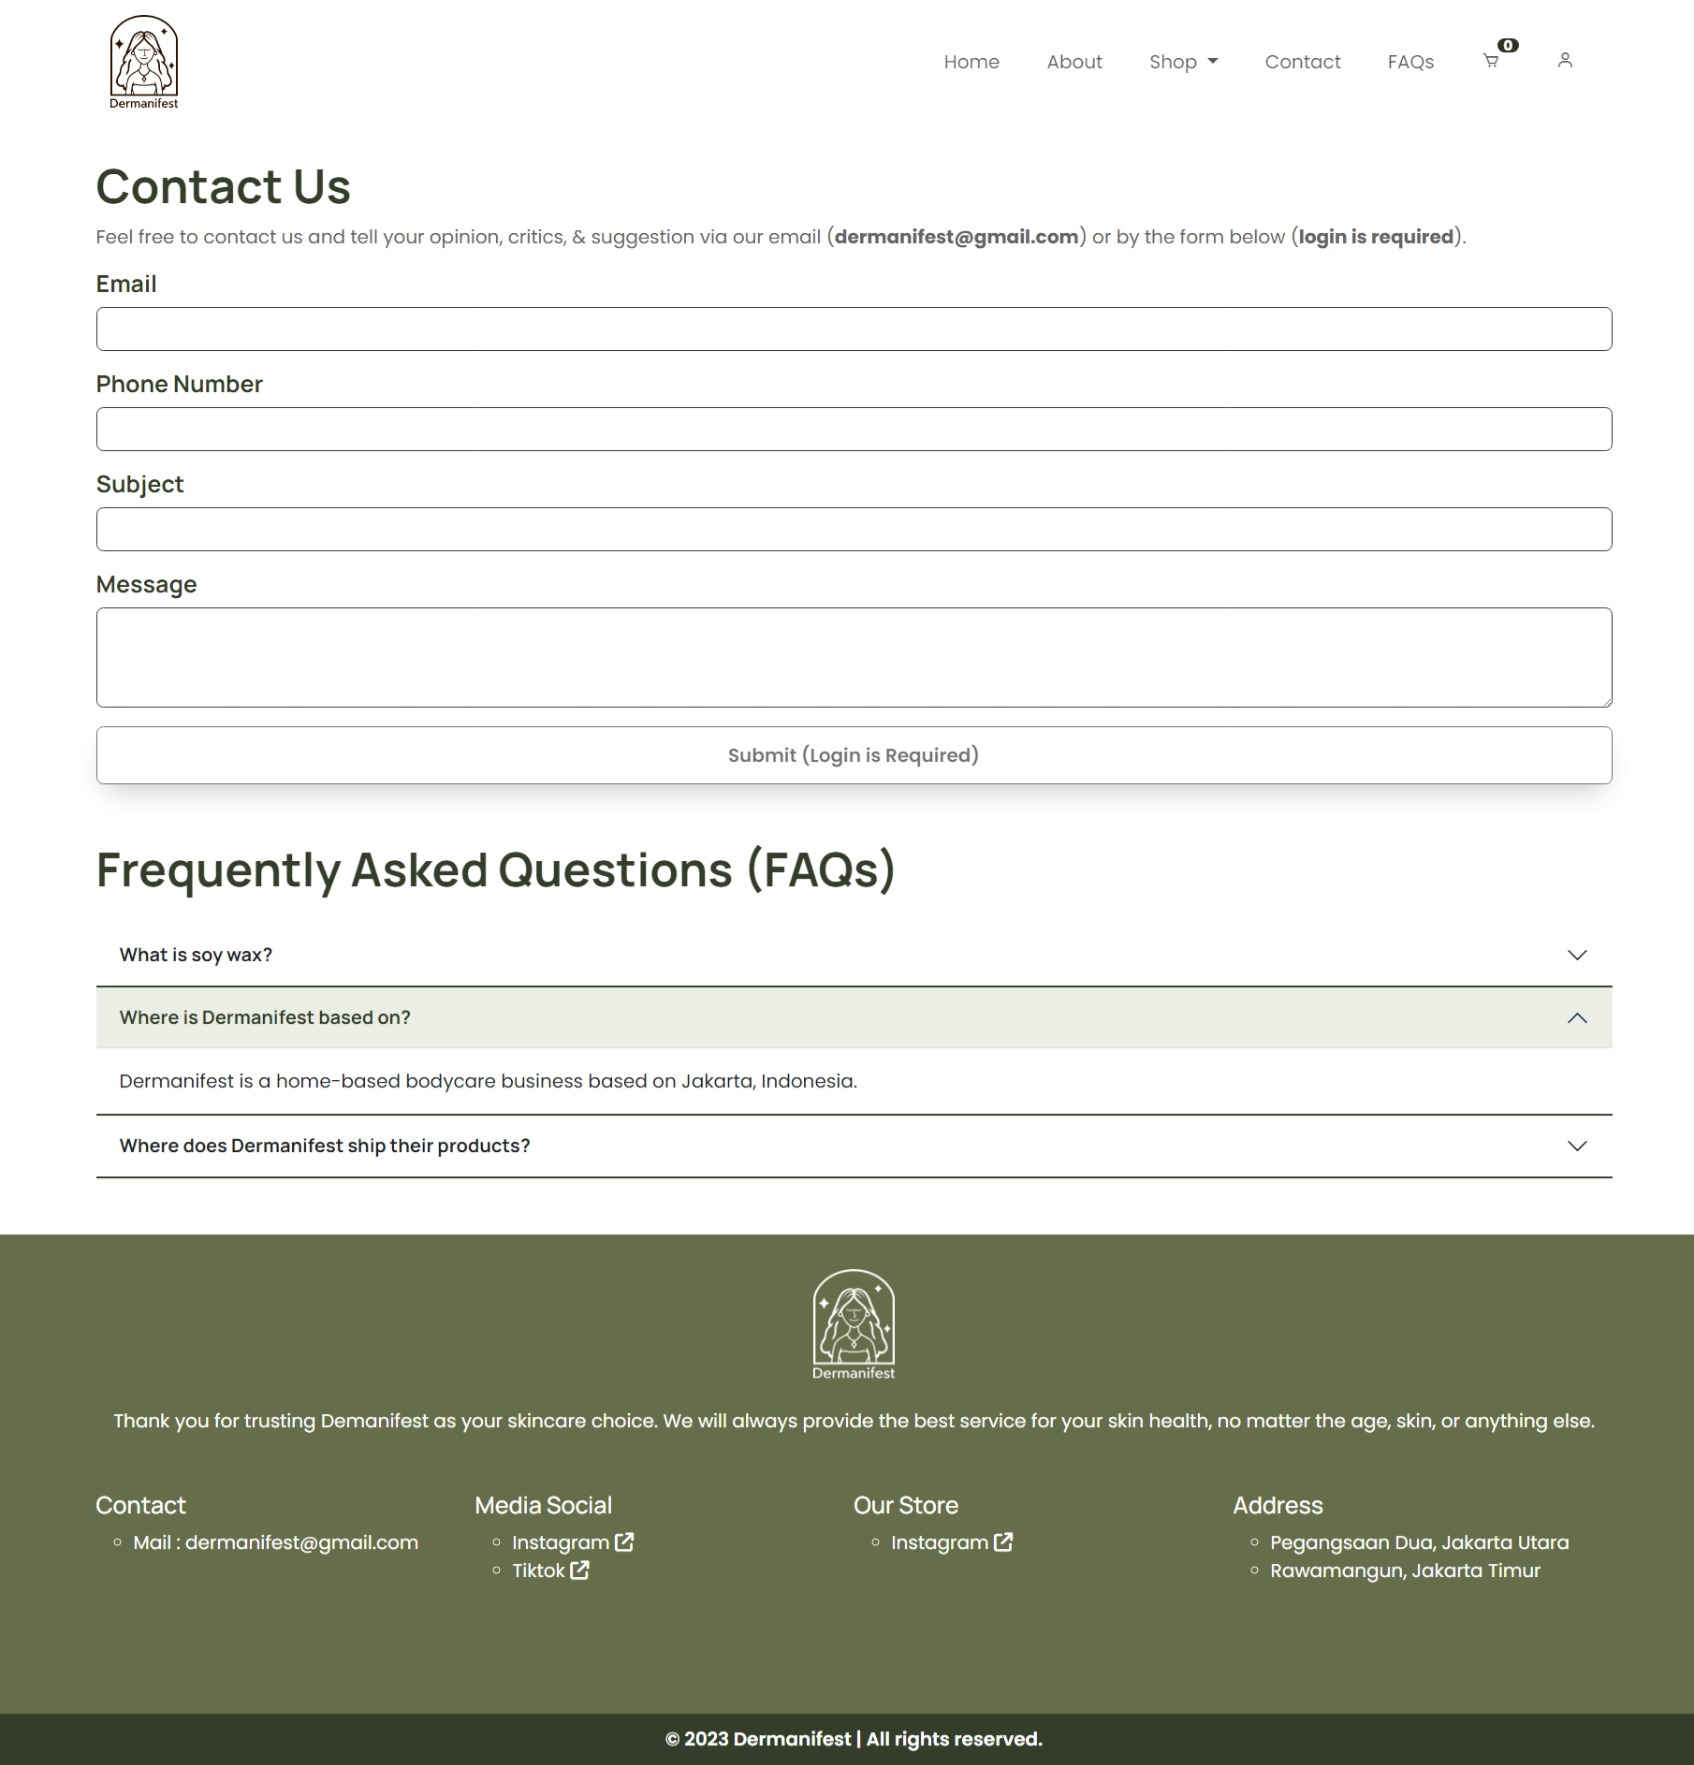 Dermanifest
Home
About
Shop
Contact
FAQs
0
Contact Us
Feel free to contact us and tell your opinion, critics, & suggestion via our email (dermanifest@gmail.com) or by the form below (login is required).
Email
Phone Number
Subject
Message
Submit (Login is Required)
Frequently Asked Questions (FAQs)
What is soy wax?
Where is Dermanifest based on?
Dermanifest is a home-based bodycare business based on Jakarta, Indonesia.
Where does Dermanifest ship their products?
Dermanifest
Thank you for trusting Demanifest as your skincare choice. We will always provide the best service for your skin health, no matter the age, skin, or anything else.
Contact
Mail : dermanifest@gmail.com
Media Social
Instagram
Tiktok
Our Store
Instagram
Address
Pegangsaan Dua, Jakarta Utara
Rawamangun, Jakarta Timur
© 2023 Dermanifest | All rights reserved.